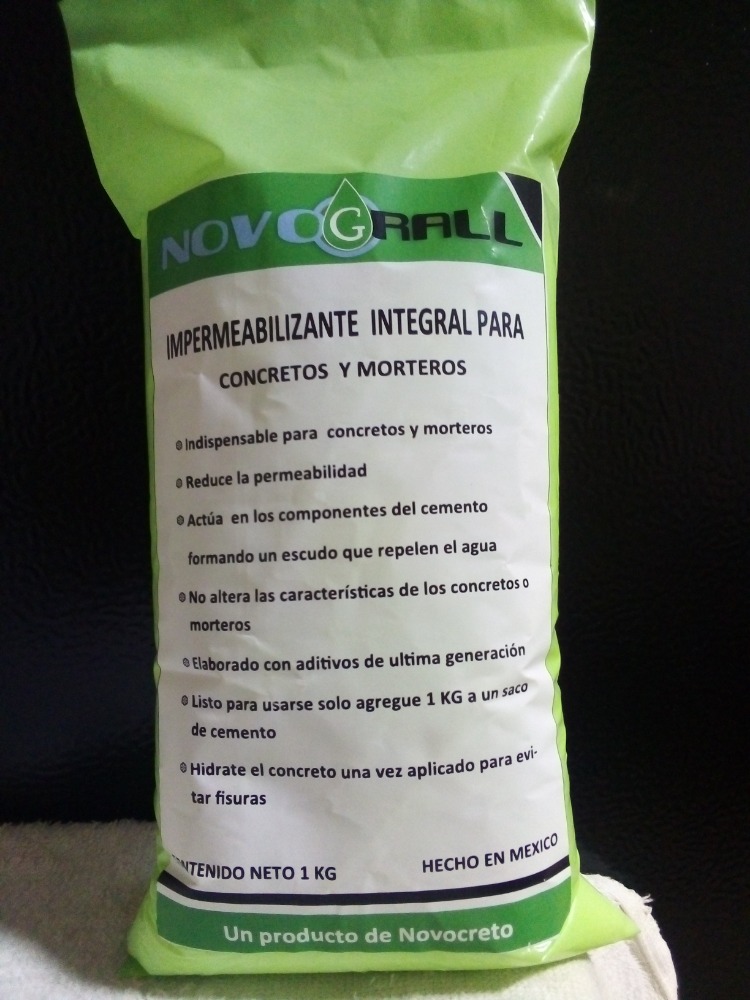 NOVOGRALL
IMPERMEABILIZANTE INTEGRAL PARA
CONCRETOS Y MORTEROS
Indispensable para concretos y morteros
Reduce la permeabilidad
Actúa en los componentes del cemento
formando un escudo que repelen el agua
No altera las características de los concretos o
morteros
Elaborado con aditivos de ultima generación
Listo para usarse solo agregue 1 KG a un saco
de cemento
Hidrate el concreto una vez aplicado para evi-
tar fisuras
NTENIDO NETO 1 KG HECHO EN MEXICO
Un producto de Novocreto